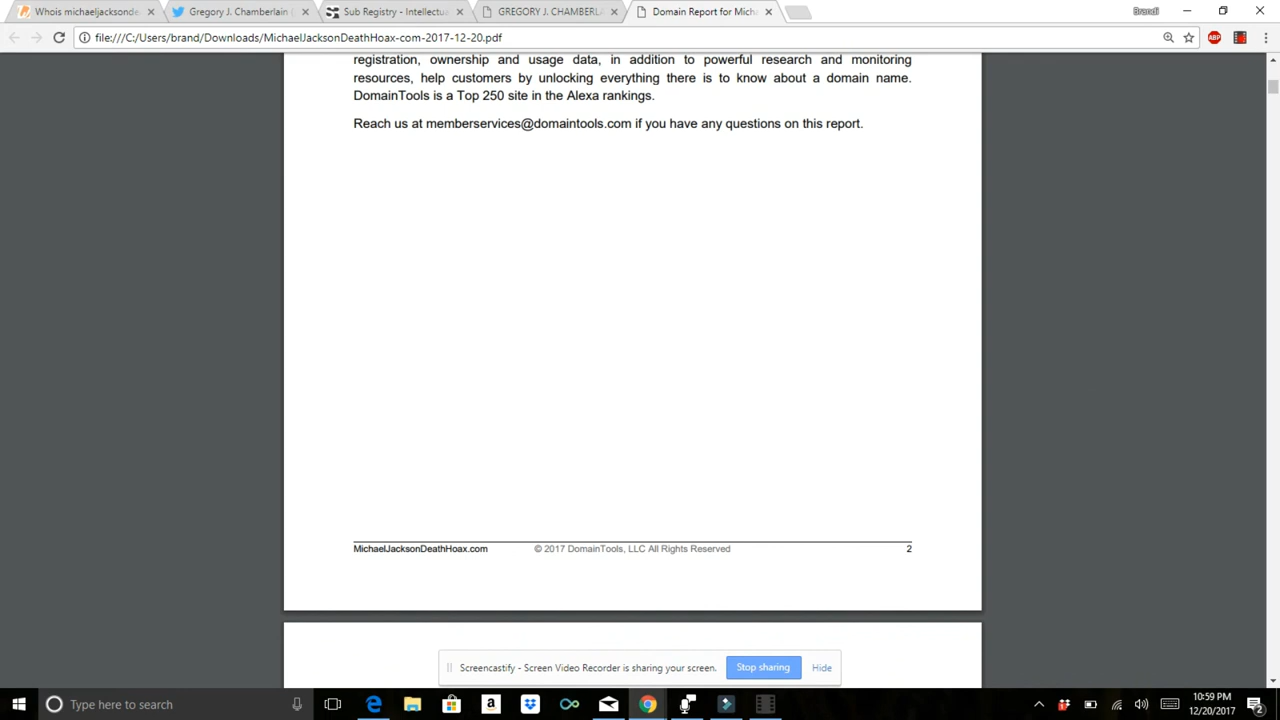 Whois michaeljacksonde
Gregory J. Chamberlain (
Sub Registry - Intellectua
GREGORY J. CHAMBERLA
Domain Report for Mich
Brandi
file:///C:/Users/brand/Downloads/MichaelJacksonDeathHoax-com-2017-12-20.pdf
ABP
registration, ownership and usage data, in addition to powerful research and monitoring
resources, help customers by unlocking everything there is to know about a domain name.
DomainTools is a Top 250 site in the Alexa rankings.
Reach us at memberservices@domaintools.com if you have any questions on this report.
MichaelJacksonDeathHoax.com © 2017 DomainTools, LLC All Rights Reserved 2
Screencastify - Screen Video Recorder is sharing your screen. Stop sharing Hide
Type here to search
10:59 PM
12/20/2017
2